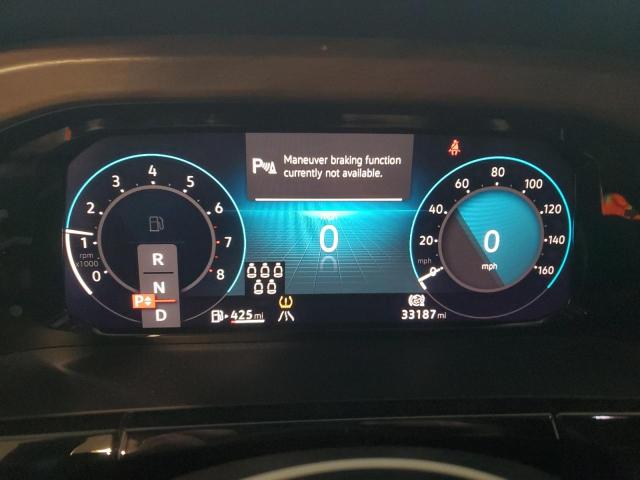 Maneuver braking function
currently not available.
P
0 1 2 3 4 5 6 7 8
rpm
x1000
R
N
P
D
0
0 20 40 60 80 100 120 140 160
0
mph
425 mi
33187 mi